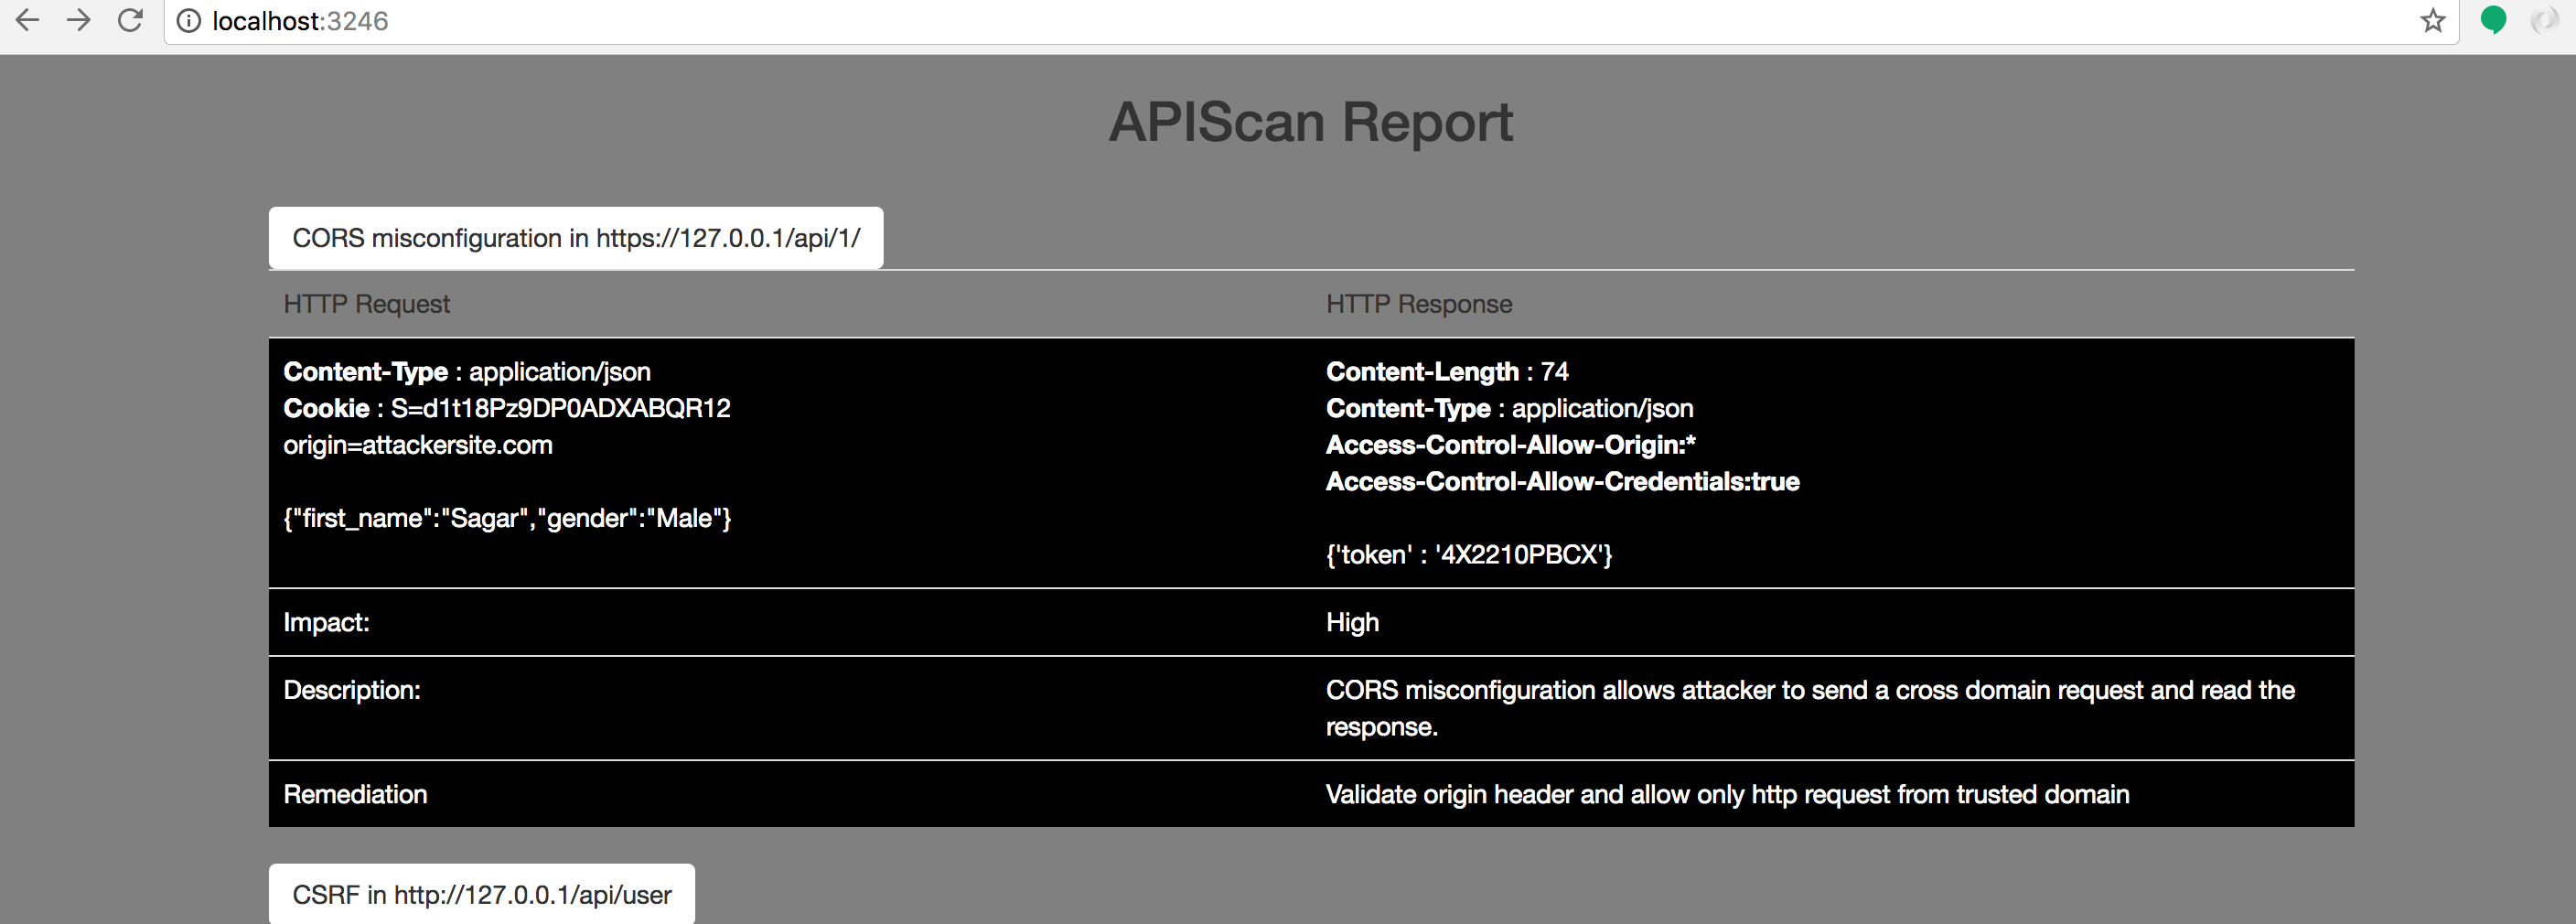 localhost:3246
APIScan Report
CORS misconfiguration in https://127.0.0.1/api/1/
HTTP Request
HTTP Response
Content-Type : application/json
Cookie : S=d1t18Pz9DP0ADXABQR12
origin=attackersite.com
{"first_name":"Sagar","gender":"Male"}
Content-Length : 74
Content-Type : application/json
Access-Control-Allow-Origin:*
Access-Control-Allow-Credentials:true
{'token' : '4X2210PBCX'}
Impact:
High
Description:
CORS misconfiguration allows attacker to send a cross domain request and read the
response.
Remediation
Validate origin header and allow only http request from trusted domain
CSRF in http://127.0.0.1/api/user